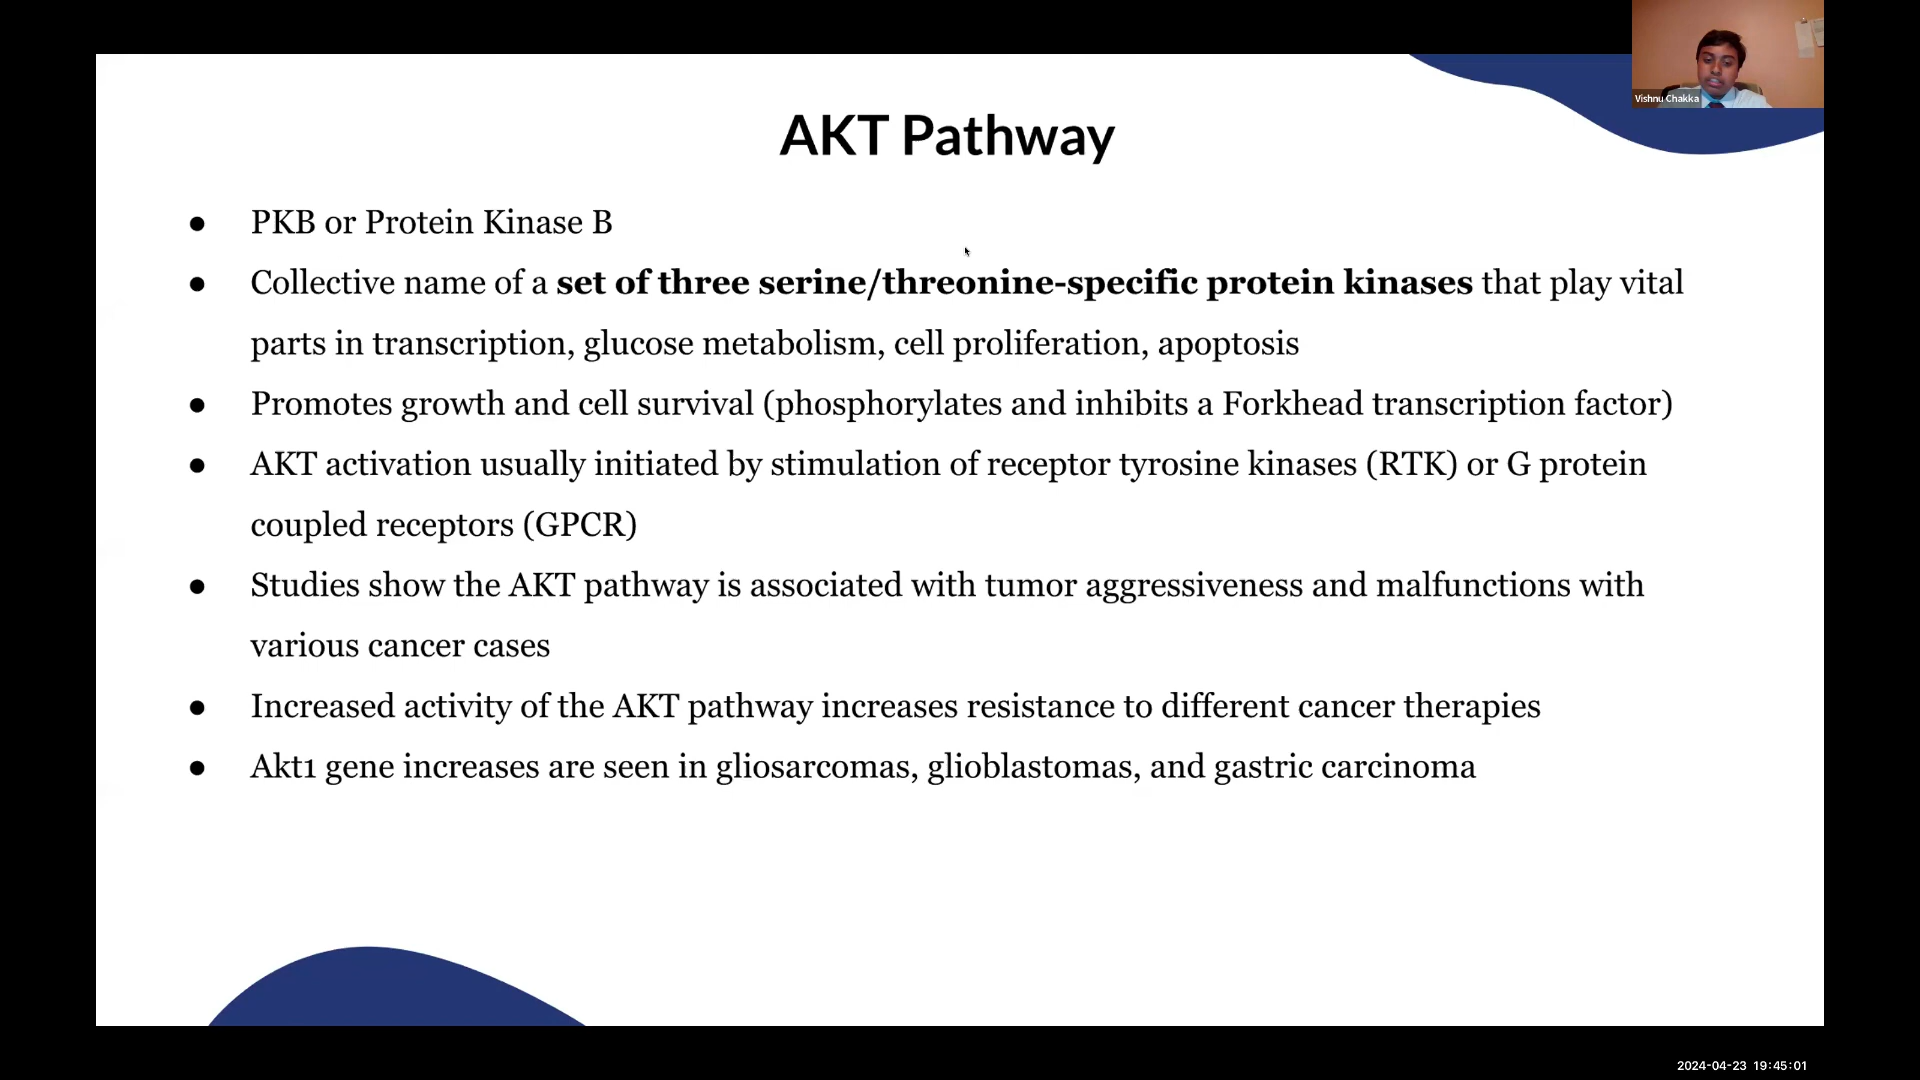 Vishnu Chakka
AKT Pathway
● PKB or Protein Kinase B
● Collective name of a set of three serine/threonine-specific protein kinases that play vital
parts in transcription, glucose metabolism, cell proliferation, apoptosis
● Promotes growth and cell survival (phosphorylates and inhibits a Forkhead transcription factor)
● AKT activation usually initiated by stimulation of receptor tyrosine kinases (RTK) or G protein
coupled receptors (GPCR)
● Studies show the AKT pathway is associated with tumor aggressiveness and malfunctions with
various cancer cases
● Increased activity of the AKT pathway increases resistance to different cancer therapies
● Akt1 gene increases are seen in gliosarcomas, glioblastomas, and gastric carcinoma
2024-04-23 19:45:01